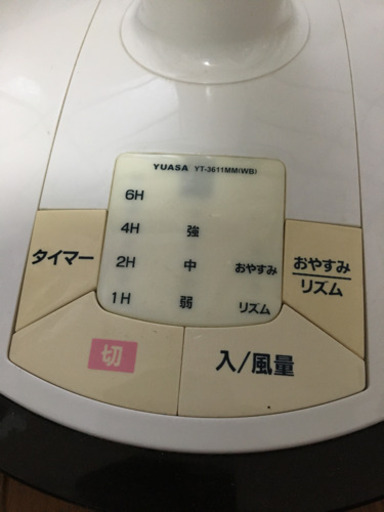 YUASA YT-3611MM(WB)
6H
4H 強
2H 中 おやすみ
1H 弱 リズム
タイマー
おやすみ
リズム
切
入/風量